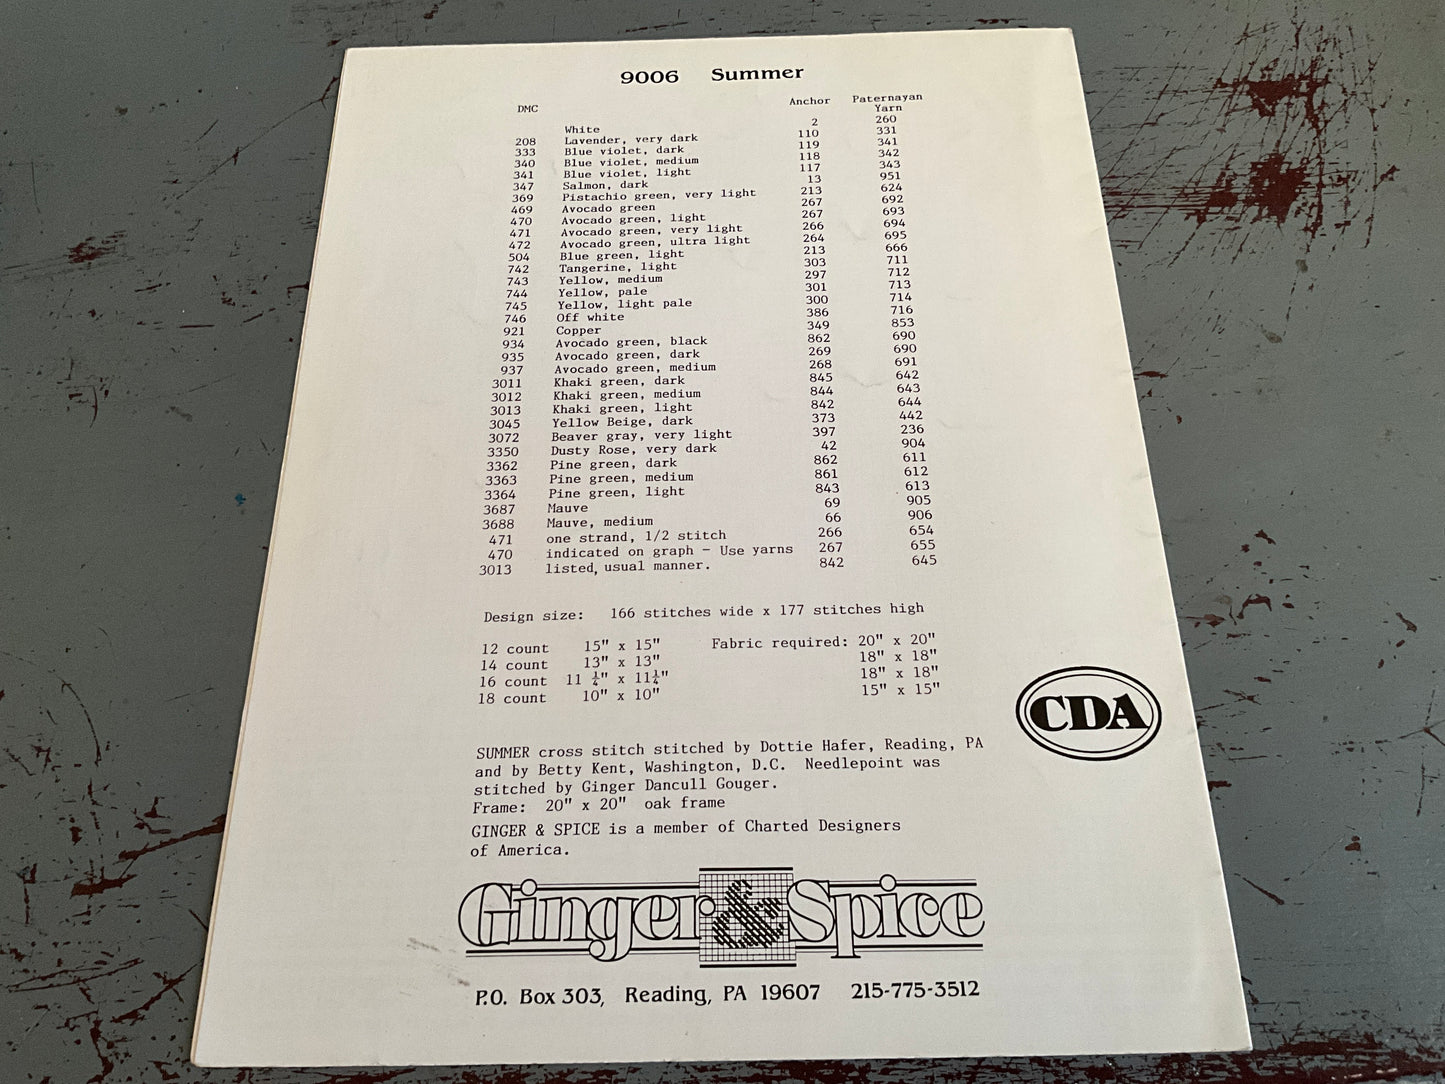 9006 Summer
DMC Anchor Paternayan
Yarn
White 2 260
208 Lavender, very dark 110 331
333 Blue violet, dark 119 341
340 Blue violet, medium 118 342
341 Blue violet, light 117 343
347 Salmon, dark 13 951
369 Pistachio green, very light 213 624
469 Avocado green 267 692
470 Avocado green, light 267 693
471 Avocado green, very light 266 694
472 Avocado green, ultra light 264 695
504 Blue green, light 213 666
742 Tangerine, light 303 711
743 Yellow, medium 297 712
744 Yellow, pale 301 713
745 Yellow, light pale 300 714
746 Off white 386 716
921 Copper 349 853
934 Avocado green, black 862 690
935 Avocado green, dark 269 690
937 Avocado green, medium 268 691
3011 Khaki green, dark 845 642
3012 Khaki green, medium 844 643
3013 Khaki green, light 842 644
3045 Yellow Beige, dark 373 442
3072 Beaver gray, very light 397 236
3350 Dusty Rose, very dark 42 904
3362 Pine green, dark 862 611
3363 Pine green, medium 861 612
3364 Pine green, light 843 613
3687 Mauve 69 905
3688 Mauve, medium 66 906
471 one strand, 1/2 stitch 266 654
470 indicated on graph - Use yarns 267 655
3013 listed, usual manner. 842 645
Design size: 166 stitches wide x 177 stitches high
12 count 15" x 15" Fabric required: 20" x 20"
14 count 13" x 13" 18" x 18"
16 count 11 ¼" x 11¼" 18" x 18"
18 count 10" x 10" 15" x 15"
CDA
SUMMER cross stitch stitched by Dottie Hafer, Reading, PA
and by Betty Kent, Washington, D.C. Needlepoint was
stitched by Ginger Dancull Gouger.
Frame: 20" x 20" oak frame
GINGER & SPICE is a member of Charted Designers
of America.
Ginger & Spice
P.O. Box 303, Reading, PA 19607 215-775-3512